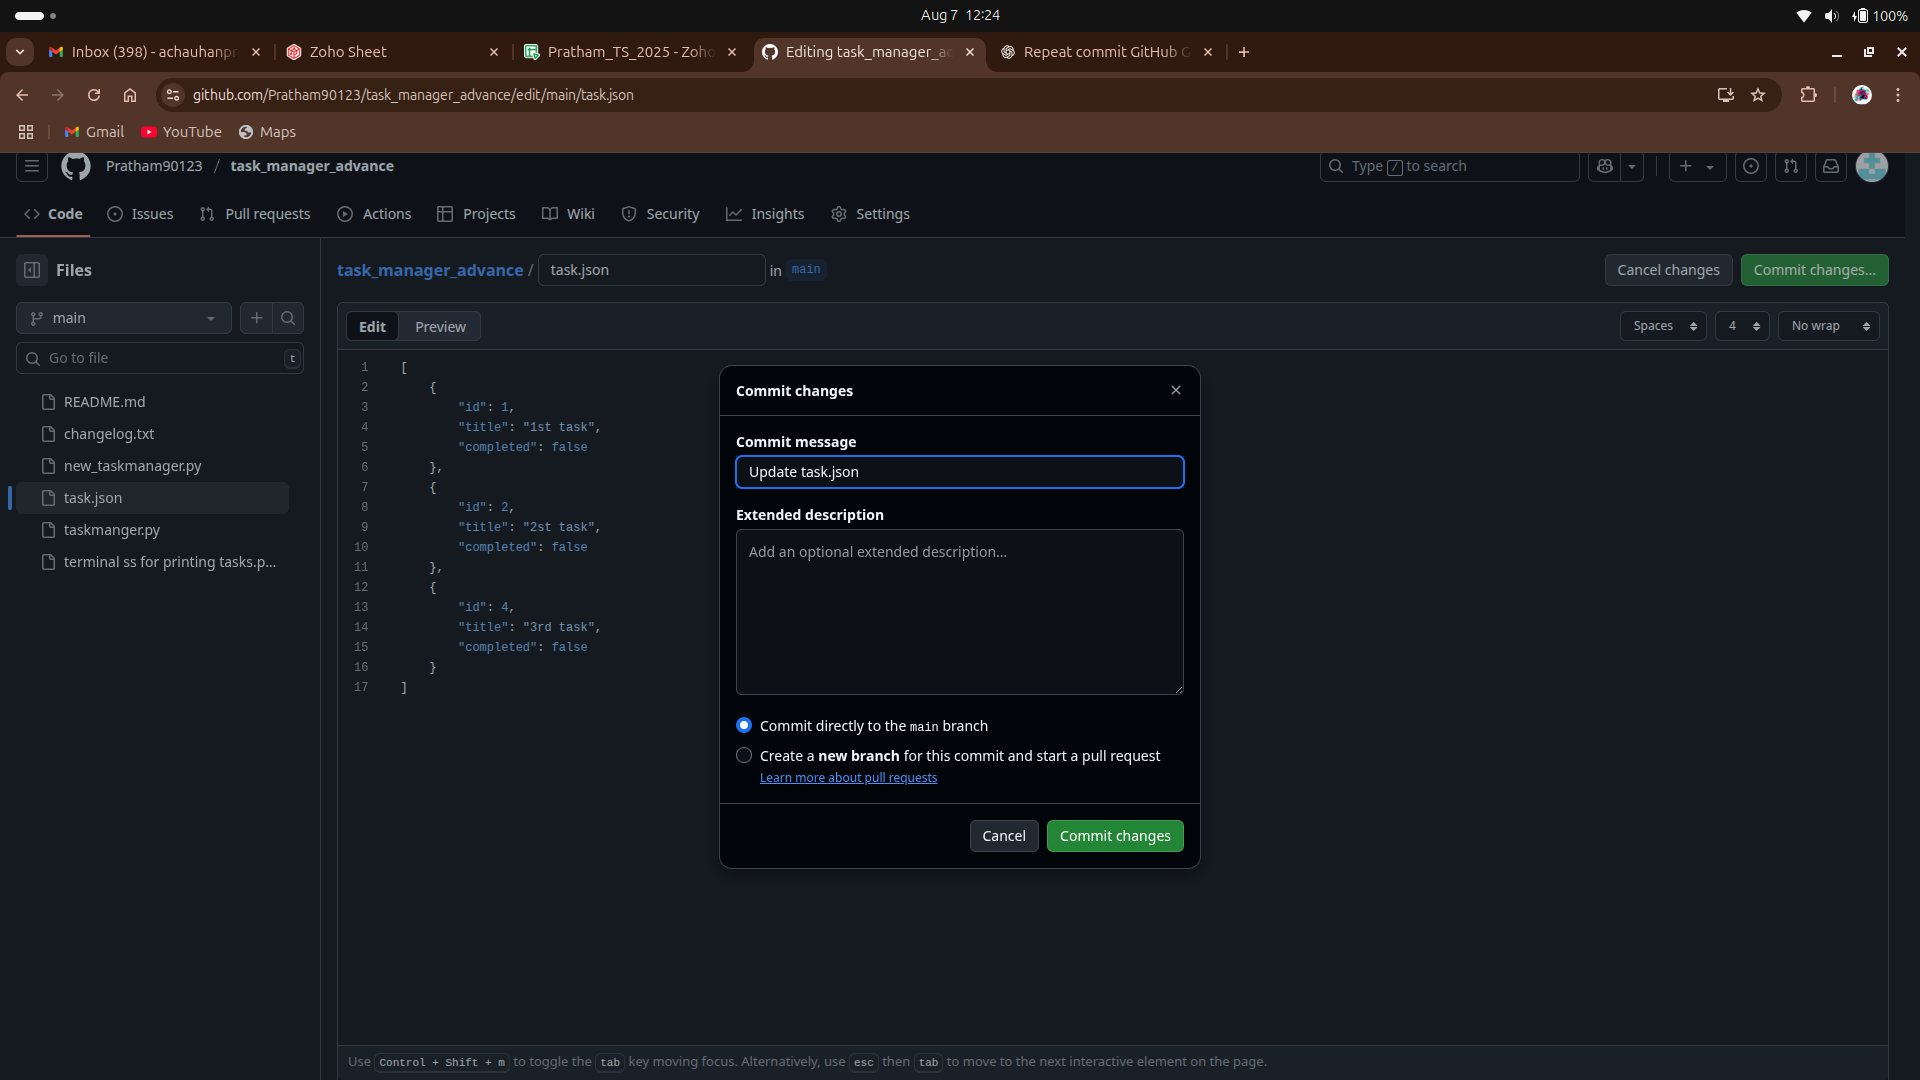 Aug 7 12:24
100%
Inbox (398) - achauhanpr
Zoho Sheet
Pratham_TS_2025 - Zoho
Editing task_manager_ad
Repeat commit GitHub G
github.com/Pratham90123/task_manager_advance/edit/main/task.json
Gmail
YouTube
Maps
Pratham90123 / task_manager_advance
Type / to search
Code
Issues
Pull requests
Actions
Projects
Wiki
Security
Insights
Settings
Files
main
Go to file
t
README.md
changelog.txt
new_taskmanager.py
task.json
taskmanger.py
terminal ss for printing tasks.p...
task_manager_advance / task.json in main
Cancel changes
Commit changes...
Edit
Preview
Spaces
4
No wrap
1 [
2 {
3 "id": 1,
4 "title": "1st task",
5 "completed": false
6 },
7 {
8 "id": 2,
9 "title": "2st task",
10 "completed": false
11 },
12 {
13 "id": 4,
14 "title": "3rd task",
15 "completed": false
16 }
17 ]
Commit changes
Commit message
Update task.json
Extended description
Add an optional extended description...
Commit directly to the main branch
Create a new branch for this commit and start a pull request
Learn more about pull requests
Cancel
Commit changes
Use Control + Shift + m to toggle the tab key moving focus. Alternatively, use esc then tab to move to the next interactive element on the page.